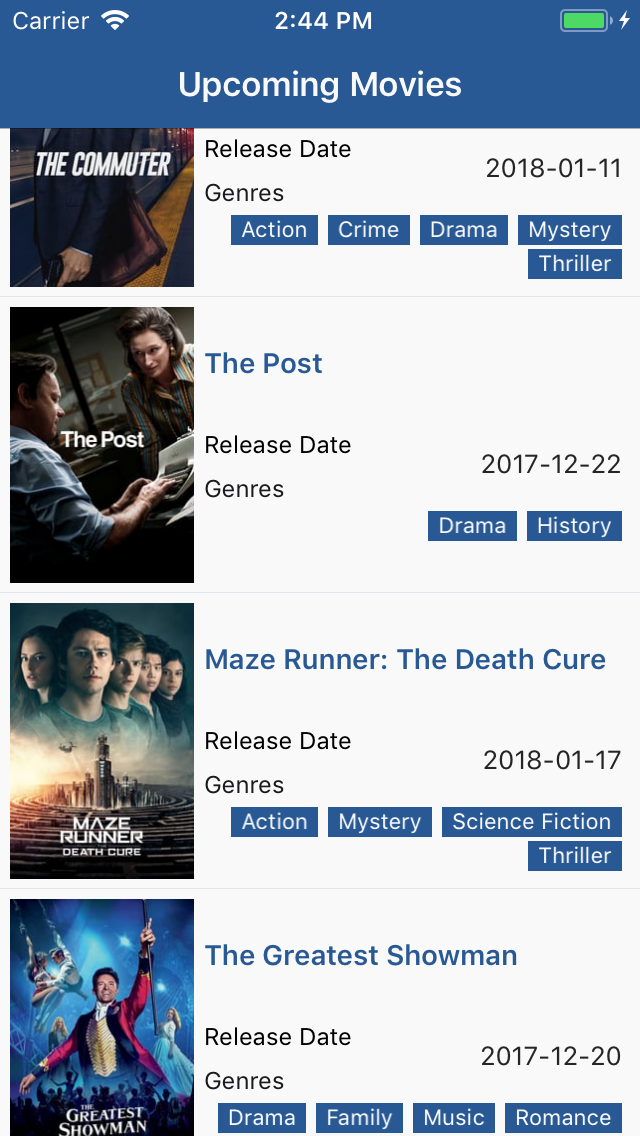 Carrier 2:44 PM
Upcoming Movies
THE COMMUTER
Release Date
2018-01-11
Genres
Action Crime Drama Mystery
Thriller
The Post
The Post
Release Date
2017-12-22
Genres
Drama History
Maze Runner: The Death Cure
MAZE
RUNNER
THE
DEATH CURE
Release Date
2018-01-17
Genres
Action Mystery Science Fiction
Thriller
The Greatest Showman
THE
GREATEST
SHOWMAN
Release Date
2017-12-20
Genres
Drama Family Music Romance